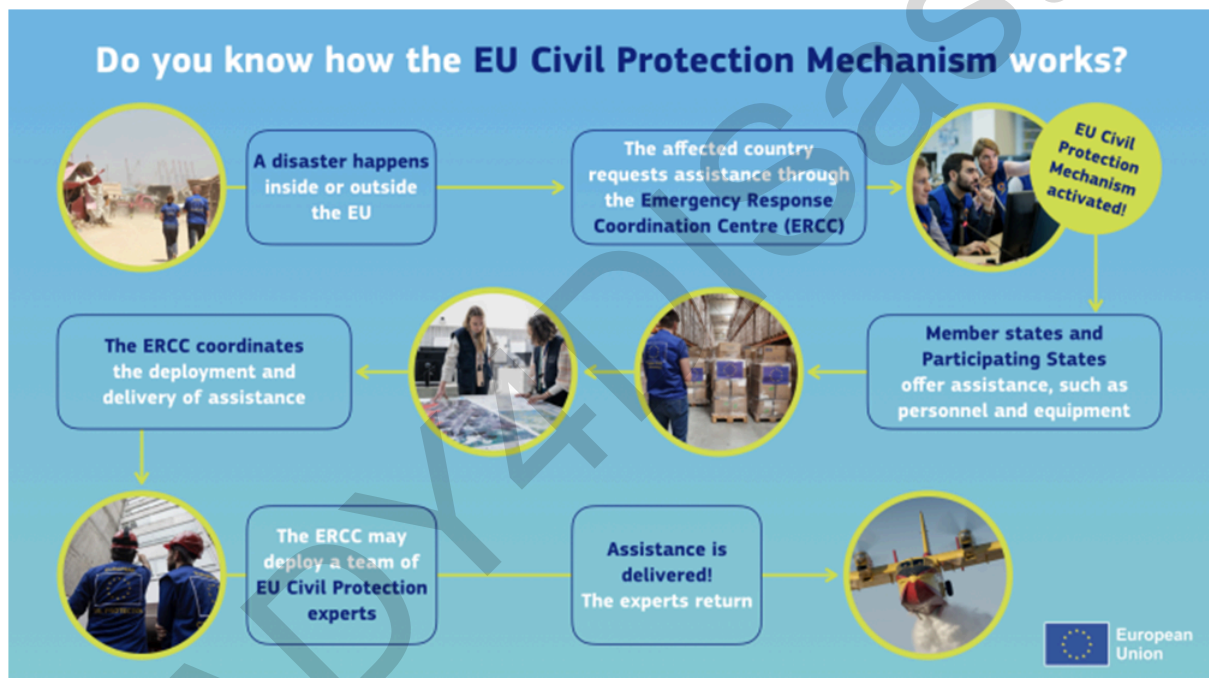 Do you know how the EU Civil Protection Mechanism works?
A disaster happens
inside or outside
the EU
The affected country
requests assistance through
the Emergency Response
Coordination Centre (ERCC)
EU Civil
Protection
Mechanism
activated!
Member states and
Participating States
offer assistance, such as
personnel and equipment
The ERCC coordinates
the deployment and
delivery of assistance
The ERCC may
deploy a team of
EU Civil Protection
experts
Assistance is
delivered!
The experts return
European
Union